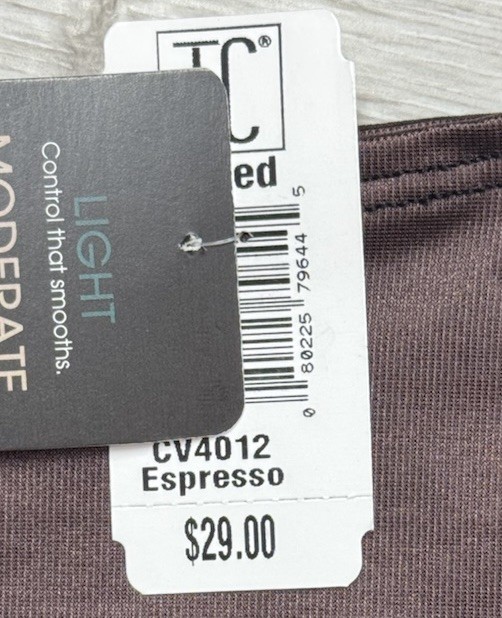 TC®
ed
LIGHT
Control that smooths.
MODERATE
0 80225 79644 5
CV4012
Espresso
$29.00